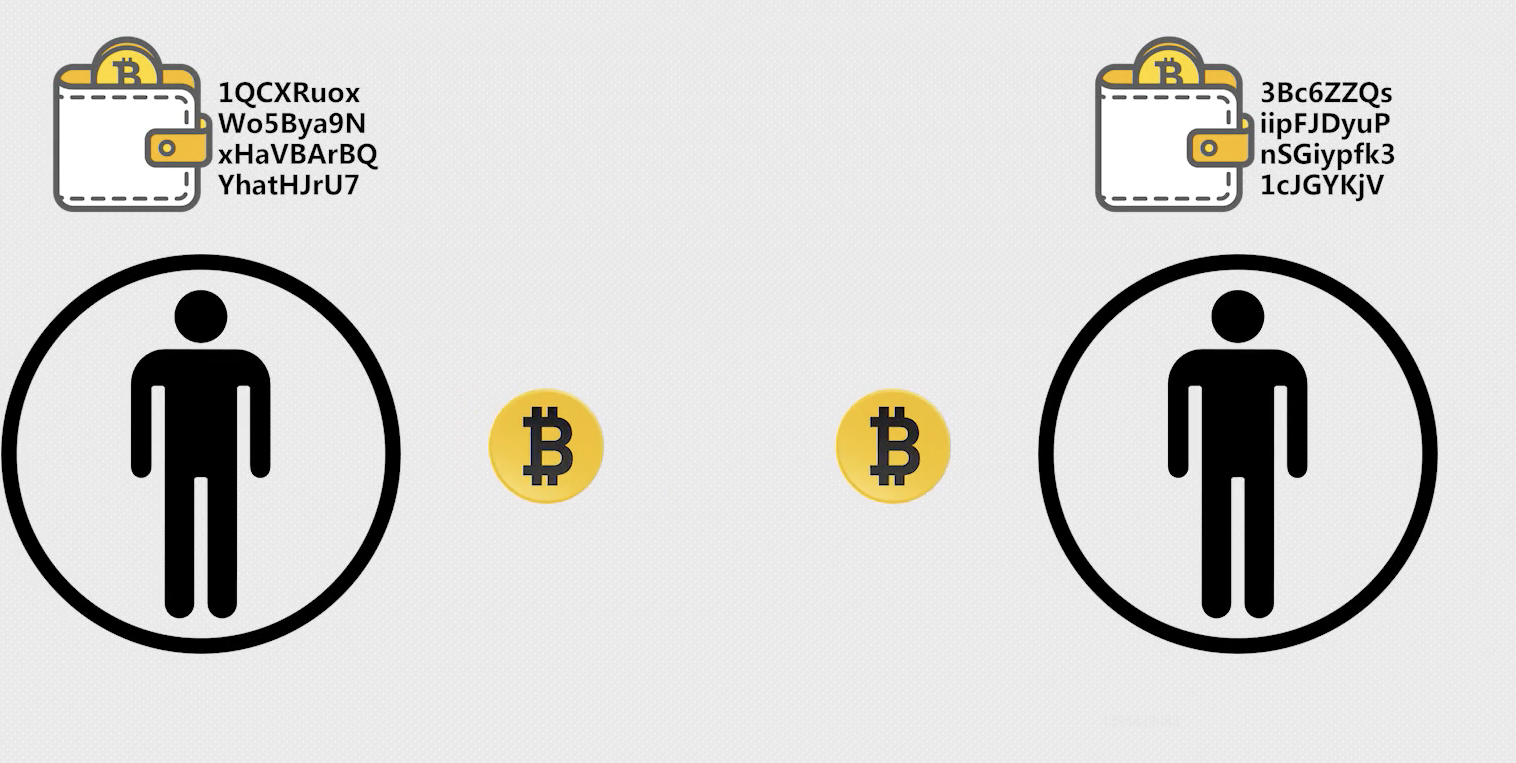 1QCXRuox
Wo5Bya9N
xHaVBArBQ
YhatHJrU7
3Bc6ZZQs
iipFJDyuP
nSGiypfk3
1cJGYKjV